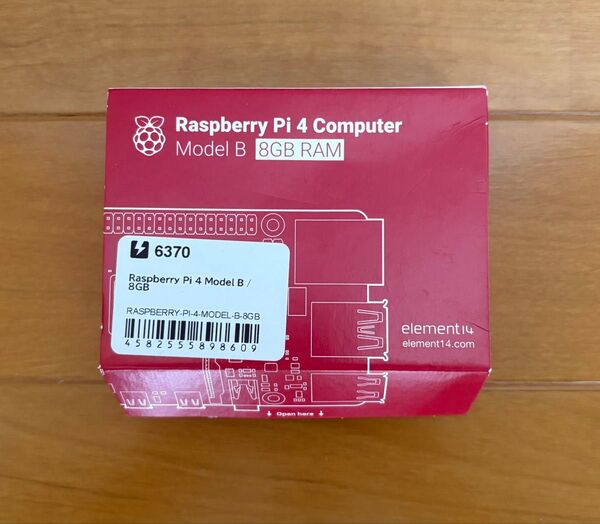 Raspberry Pi 4 Computer
Model B 8GB RAM
6370
Raspberry Pi 4 Model B /
8GB
RASPBERRY-PI-4-MODEL-B-8GB
4582555898609
element14
element14.com
Open here